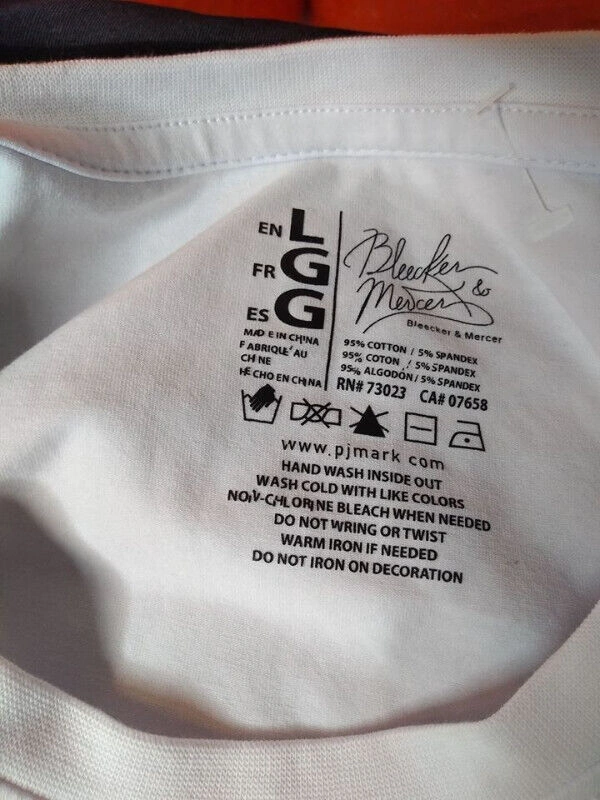 EN L
FR G
ES G
MADE IN CHINA
FABRIQUE' AU
CHINE
HECHO EN CHINA
Bleecker &
Mercer
Bleecker & Mercer
95% COTTON / 5% SPANDEX
95% COTON / 5% SPANDEX
95% ALGODÓN / 5% SPANDEX
RN# 73023 CA# 07658
www.pjmark com
HAND WASH INSIDE OUT
WASH COLD WITH LIKE COLORS
NON-CHLORINE BLEACH WHEN NEEDED
DO NOT WRING OR TWIST
WARM IRON IF NEEDED
DO NOT IRON ON DECORATION